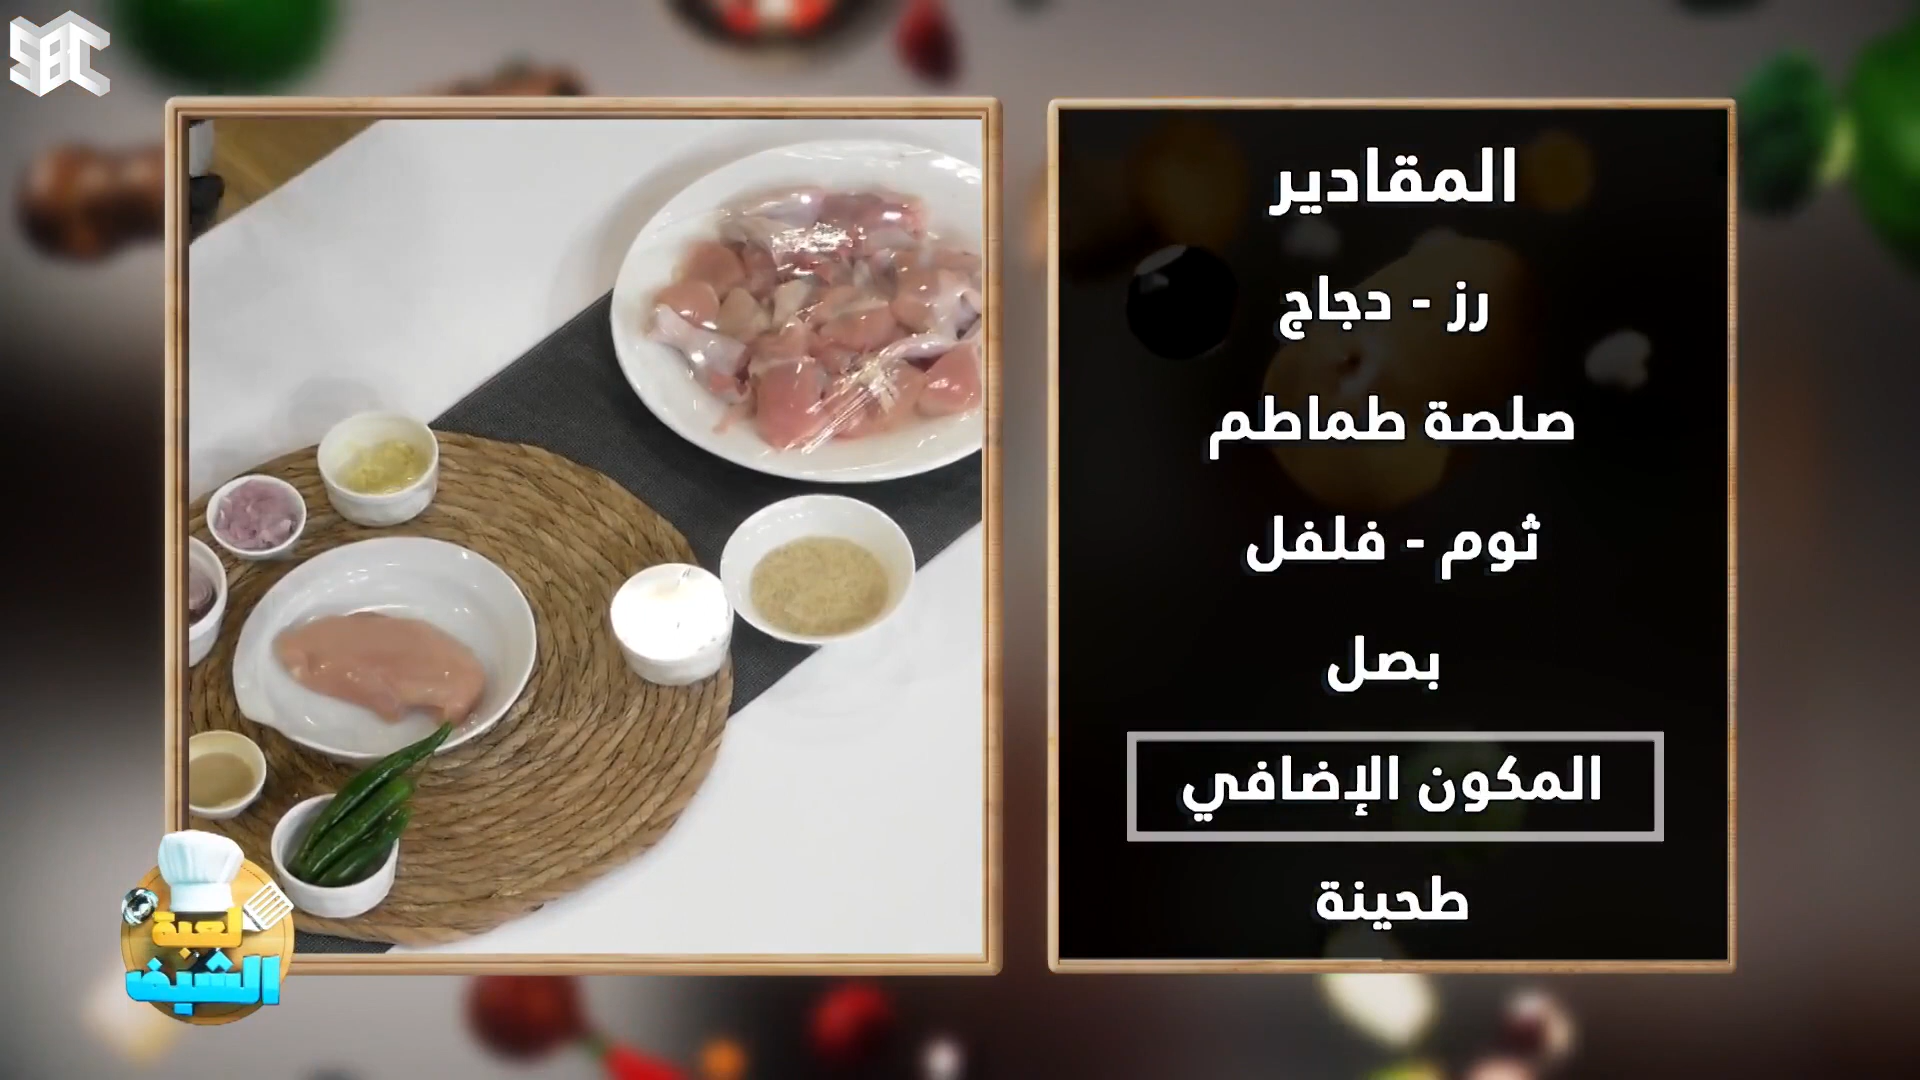 SBC
المقادير
رز - دجاج
صلصة طماطم
ثوم - فلفل
بصل
المكون الإضافي
طحينة
لعبة
الشيف